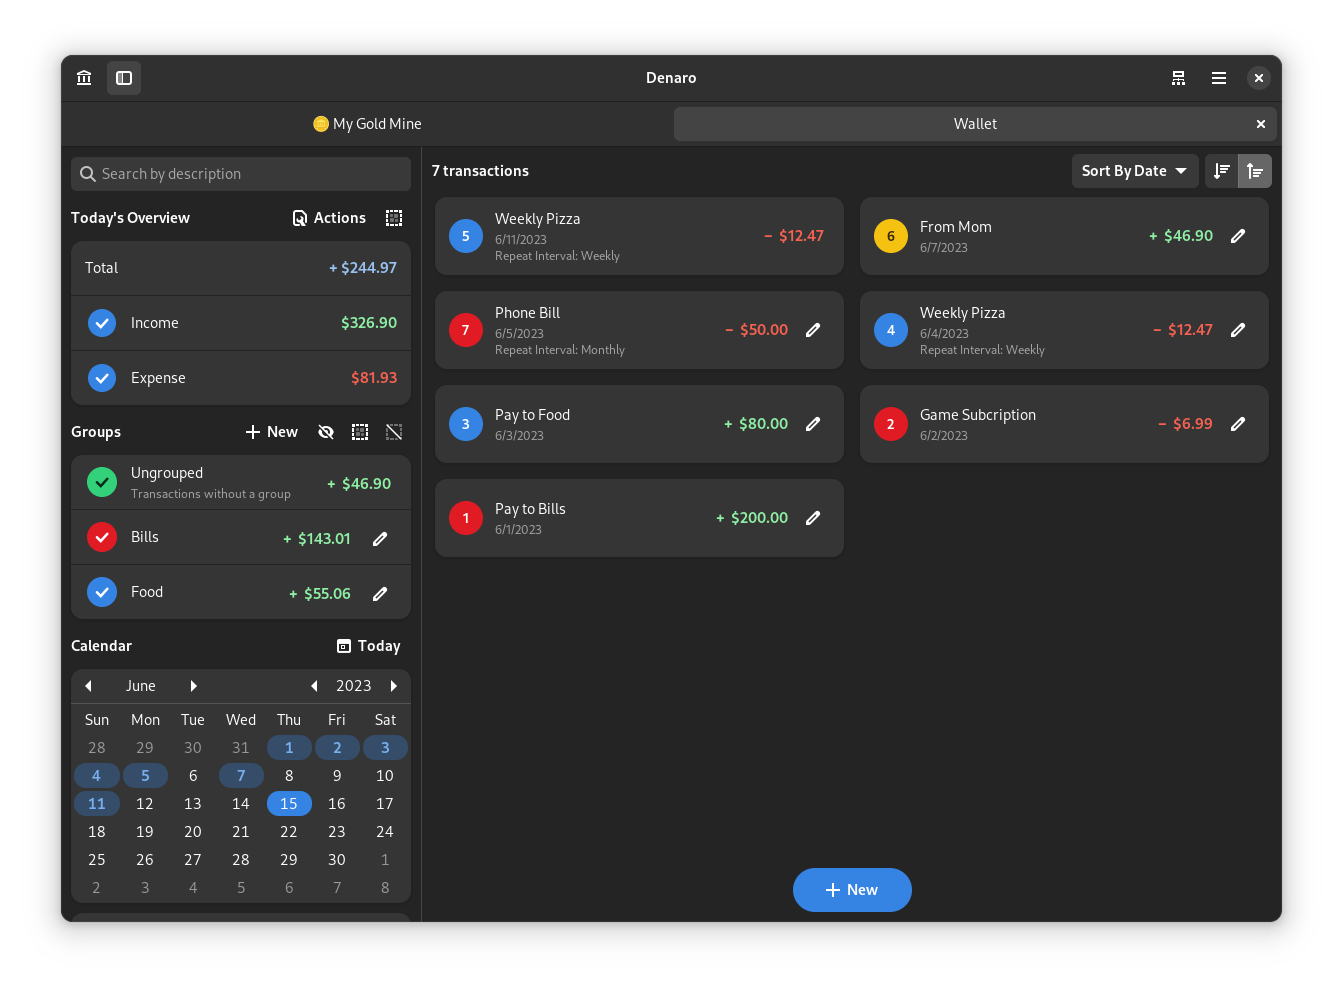 Denaro
My Gold Mine
Wallet
Search by description
Today's Overview
Actions
Total
+ $244.97
Income
$326.90
Expense
$81.93
Groups
New
Ungrouped
Transactions without a group
+ $46.90
Bills
+ $143.01
Food
+ $55.06
Calendar
Today
June
2023
Sun Mon Tue Wed Thu Fri Sat
28 29 30 31 1 2 3
4 5 6 7 8 9 10
11 12 13 14 15 16 17
18 19 20 21 22 23 24
25 26 27 28 29 30 1
2 3 4 5 6 7 8
7 transactions
Sort By Date
5
Weekly Pizza
6/11/2023
Repeat Interval: Weekly
− $12.47
6
From Mom
6/7/2023
+ $46.90
7
Phone Bill
6/5/2023
Repeat Interval: Monthly
− $50.00
4
Weekly Pizza
6/4/2023
Repeat Interval: Weekly
− $12.47
3
Pay to Food
6/3/2023
+ $80.00
2
Game Subcription
6/2/2023
− $6.99
1
Pay to Bills
6/1/2023
+ $200.00
New